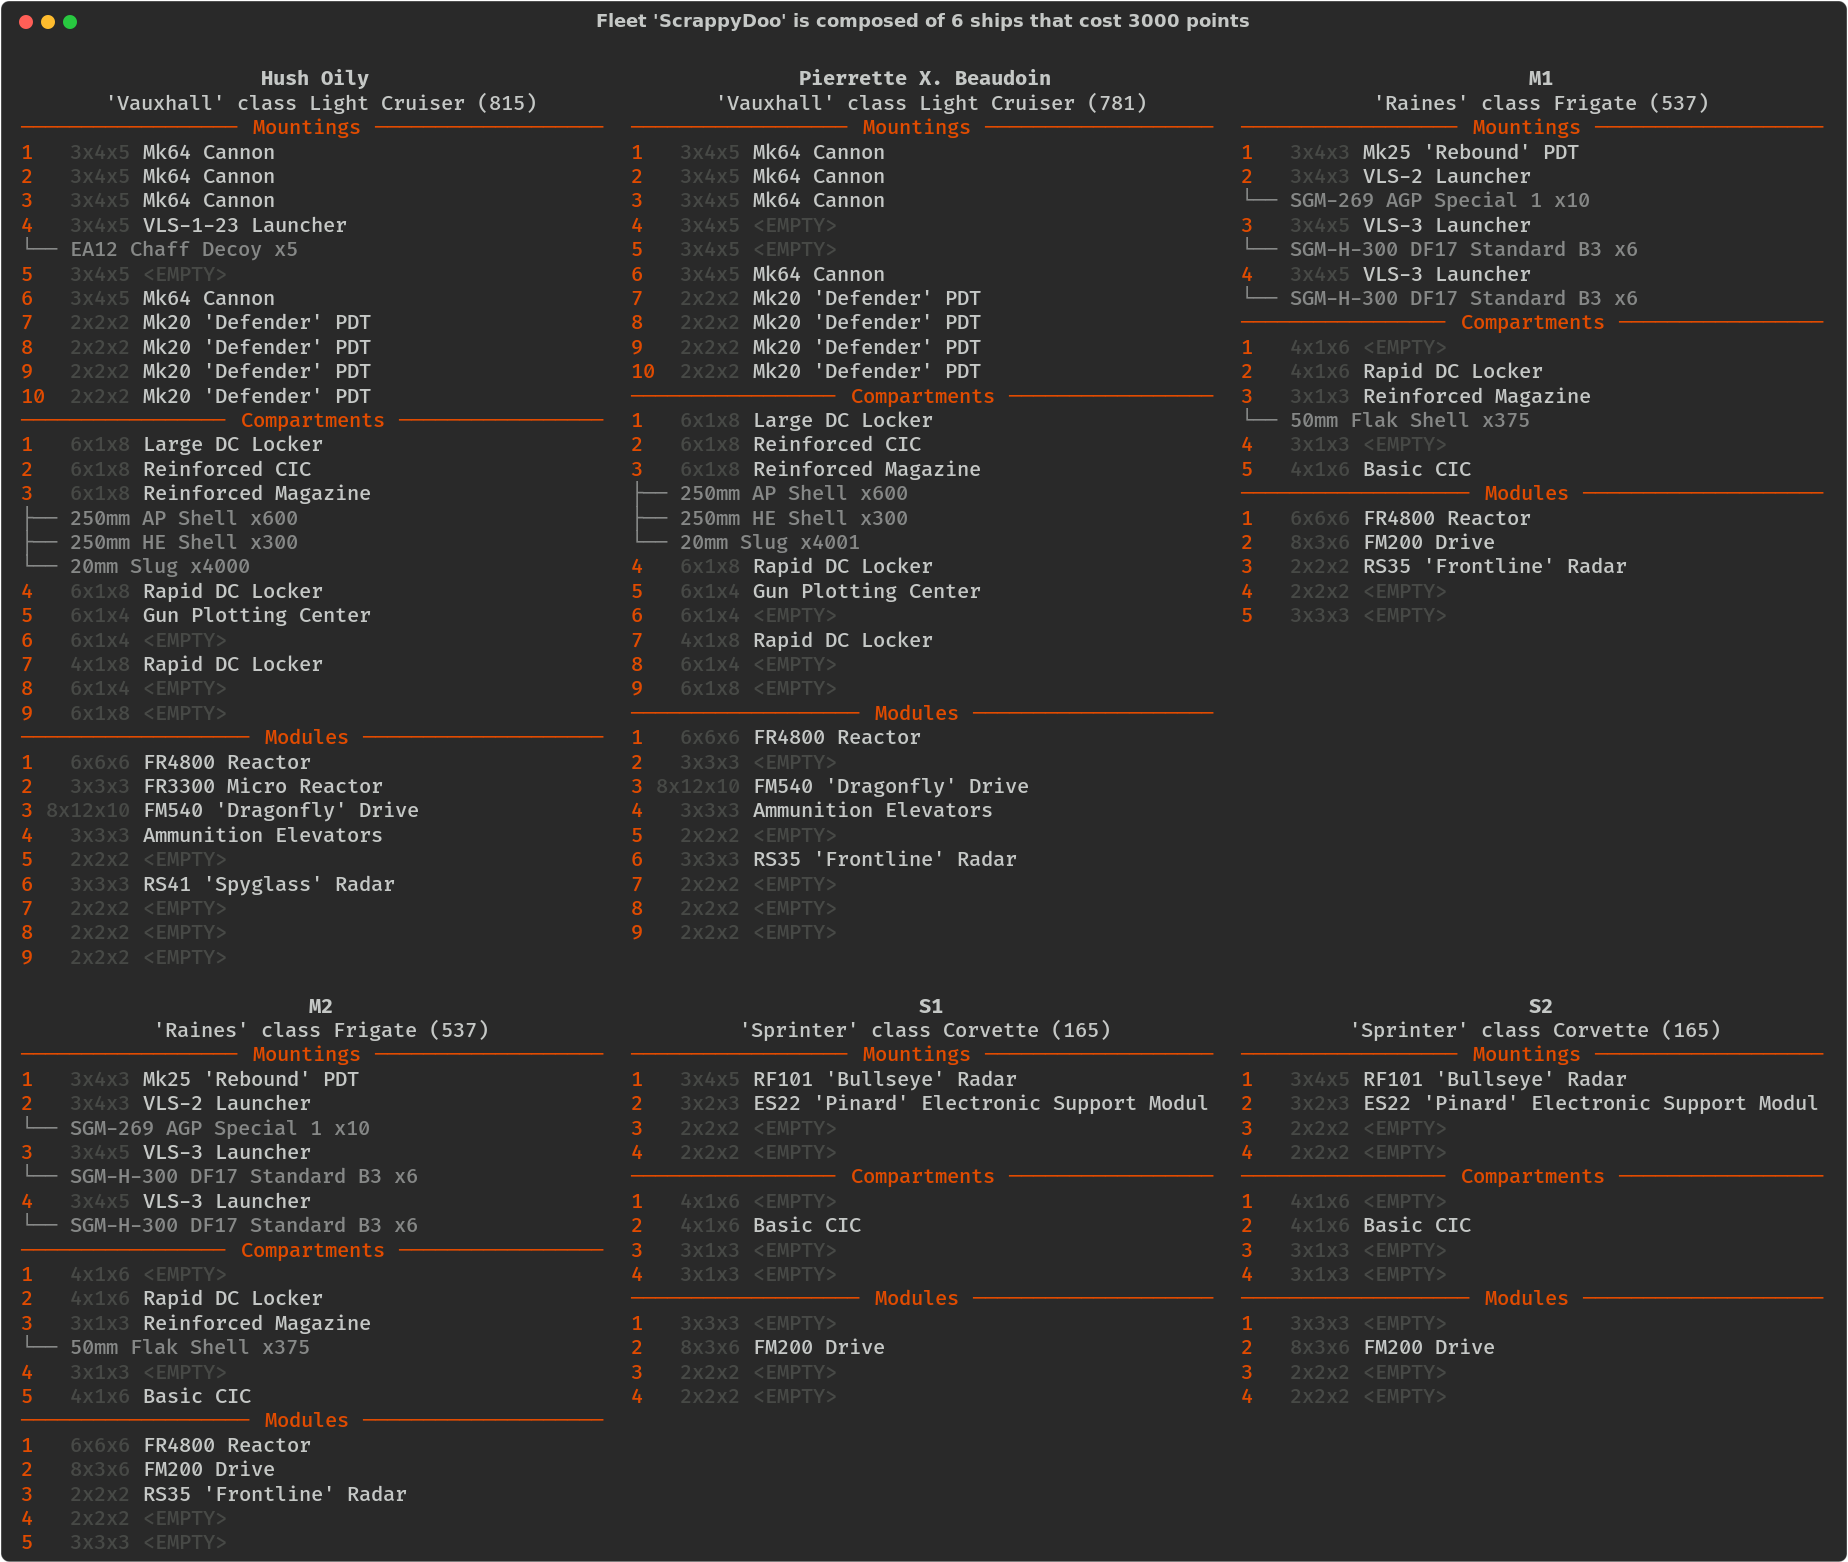 Fleet 'ScrappyDoo' is composed of 6 ships that cost 3000 points
Hush Oily
'Vauxhall' class Light Cruiser (815)
Mountings
1 3x4x5 Mk64 Cannon
2 3x4x5 Mk64 Cannon
3 3x4x5 Mk64 Cannon
4 3x4x5 VLS-1-23 Launcher
└── EA12 Chaff Decoy x5
5 3x4x5 <EMPTY>
6 3x4x5 Mk64 Cannon
7 2x2x2 Mk20 'Defender' PDT
8 2x2x2 Mk20 'Defender' PDT
9 2x2x2 Mk20 'Defender' PDT
10 2x2x2 Mk20 'Defender' PDT
Compartments
1 6x1x8 Large DC Locker
2 6x1x8 Reinforced CIC
3 6x1x8 Reinforced Magazine
├── 250mm AP Shell x600
├── 250mm HE Shell x300
└── 20mm Slug x4000
4 6x1x8 Rapid DC Locker
5 6x1x4 Gun Plotting Center
6 6x1x4 <EMPTY>
7 4x1x8 Rapid DC Locker
8 6x1x4 <EMPTY>
9 6x1x8 <EMPTY>
Modules
1 6x6x6 FR4800 Reactor
2 3x3x3 FR3300 Micro Reactor
3 8x12x10 FM540 'Dragonfly' Drive
4 3x3x3 Ammunition Elevators
5 2x2x2 <EMPTY>
6 3x3x3 RS41 'Spyglass' Radar
7 2x2x2 <EMPTY>
8 2x2x2 <EMPTY>
9 2x2x2 <EMPTY>
Pierrette X. Beaudoin
'Vauxhall' class Light Cruiser (781)
Mountings
1 3x4x5 Mk64 Cannon
2 3x4x5 Mk64 Cannon
3 3x4x5 Mk64 Cannon
4 3x4x5 <EMPTY>
5 3x4x5 <EMPTY>
6 3x4x5 Mk64 Cannon
7 2x2x2 Mk20 'Defender' PDT
8 2x2x2 Mk20 'Defender' PDT
9 2x2x2 Mk20 'Defender' PDT
10 2x2x2 Mk20 'Defender' PDT
Compartments
1 6x1x8 Large DC Locker
2 6x1x8 Reinforced CIC
3 6x1x8 Reinforced Magazine
├── 250mm AP Shell x600
├── 250mm HE Shell x300
└── 20mm Slug x4001
4 6x1x8 Rapid DC Locker
5 6x1x4 Gun Plotting Center
6 6x1x4 <EMPTY>
7 4x1x8 Rapid DC Locker
8 6x1x4 <EMPTY>
9 6x1x8 <EMPTY>
Modules
1 6x6x6 FR4800 Reactor
2 3x3x3 <EMPTY>
3 8x12x10 FM540 'Dragonfly' Drive
4 3x3x3 Ammunition Elevators
5 2x2x2 <EMPTY>
6 3x3x3 RS35 'Frontline' Radar
7 2x2x2 <EMPTY>
8 2x2x2 <EMPTY>
9 2x2x2 <EMPTY>
M1
'Raines' class Frigate (537)
Mountings
1 3x4x3 Mk25 'Rebound' PDT
2 3x4x3 VLS-2 Launcher
└── SGM-269 AGP Special 1 x10
3 3x4x5 VLS-3 Launcher
└── SGM-H-300 DF17 Standard B3 x6
4 3x4x5 VLS-3 Launcher
└── SGM-H-300 DF17 Standard B3 x6
Compartments
1 4x1x6 <EMPTY>
2 4x1x6 Rapid DC Locker
3 3x1x3 Reinforced Magazine
└── 50mm Flak Shell x375
4 3x1x3 <EMPTY>
5 4x1x6 Basic CIC
Modules
1 6x6x6 FR4800 Reactor
2 8x3x6 FM200 Drive
3 2x2x2 RS35 'Frontline' Radar
4 2x2x2 <EMPTY>
5 3x3x3 <EMPTY>
M2
'Raines' class Frigate (537)
Mountings
1 3x4x3 Mk25 'Rebound' PDT
2 3x4x3 VLS-2 Launcher
└── SGM-269 AGP Special 1 x10
3 3x4x5 VLS-3 Launcher
└── SGM-H-300 DF17 Standard B3 x6
4 3x4x5 VLS-3 Launcher
└── SGM-H-300 DF17 Standard B3 x6
Compartments
1 4x1x6 <EMPTY>
2 4x1x6 Rapid DC Locker
3 3x1x3 Reinforced Magazine
└── 50mm Flak Shell x375
4 3x1x3 <EMPTY>
5 4x1x6 Basic CIC
Modules
1 6x6x6 FR4800 Reactor
2 8x3x6 FM200 Drive
3 2x2x2 RS35 'Frontline' Radar
4 2x2x2 <EMPTY>
5 3x3x3 <EMPTY>
S1
'Sprinter' class Corvette (165)
Mountings
1 3x4x5 RF101 'Bullseye' Radar
2 3x2x3 ES22 'Pinard' Electronic Support Modul
3 2x2x2 <EMPTY>
4 2x2x2 <EMPTY>
Compartments
1 4x1x6 <EMPTY>
2 4x1x6 Basic CIC
3 3x1x3 <EMPTY>
4 3x1x3 <EMPTY>
Modules
1 3x3x3 <EMPTY>
2 8x3x6 FM200 Drive
3 2x2x2 <EMPTY>
4 2x2x2 <EMPTY>
S2
'Sprinter' class Corvette (165)
Mountings
1 3x4x5 RF101 'Bullseye' Radar
2 3x2x3 ES22 'Pinard' Electronic Support Modul
3 2x2x2 <EMPTY>
4 2x2x2 <EMPTY>
Compartments
1 4x1x6 <EMPTY>
2 4x1x6 Basic CIC
3 3x1x3 <EMPTY>
4 3x1x3 <EMPTY>
Modules
1 3x3x3 <EMPTY>
2 8x3x6 FM200 Drive
3 2x2x2 <EMPTY>
4 2x2x2 <EMPTY>